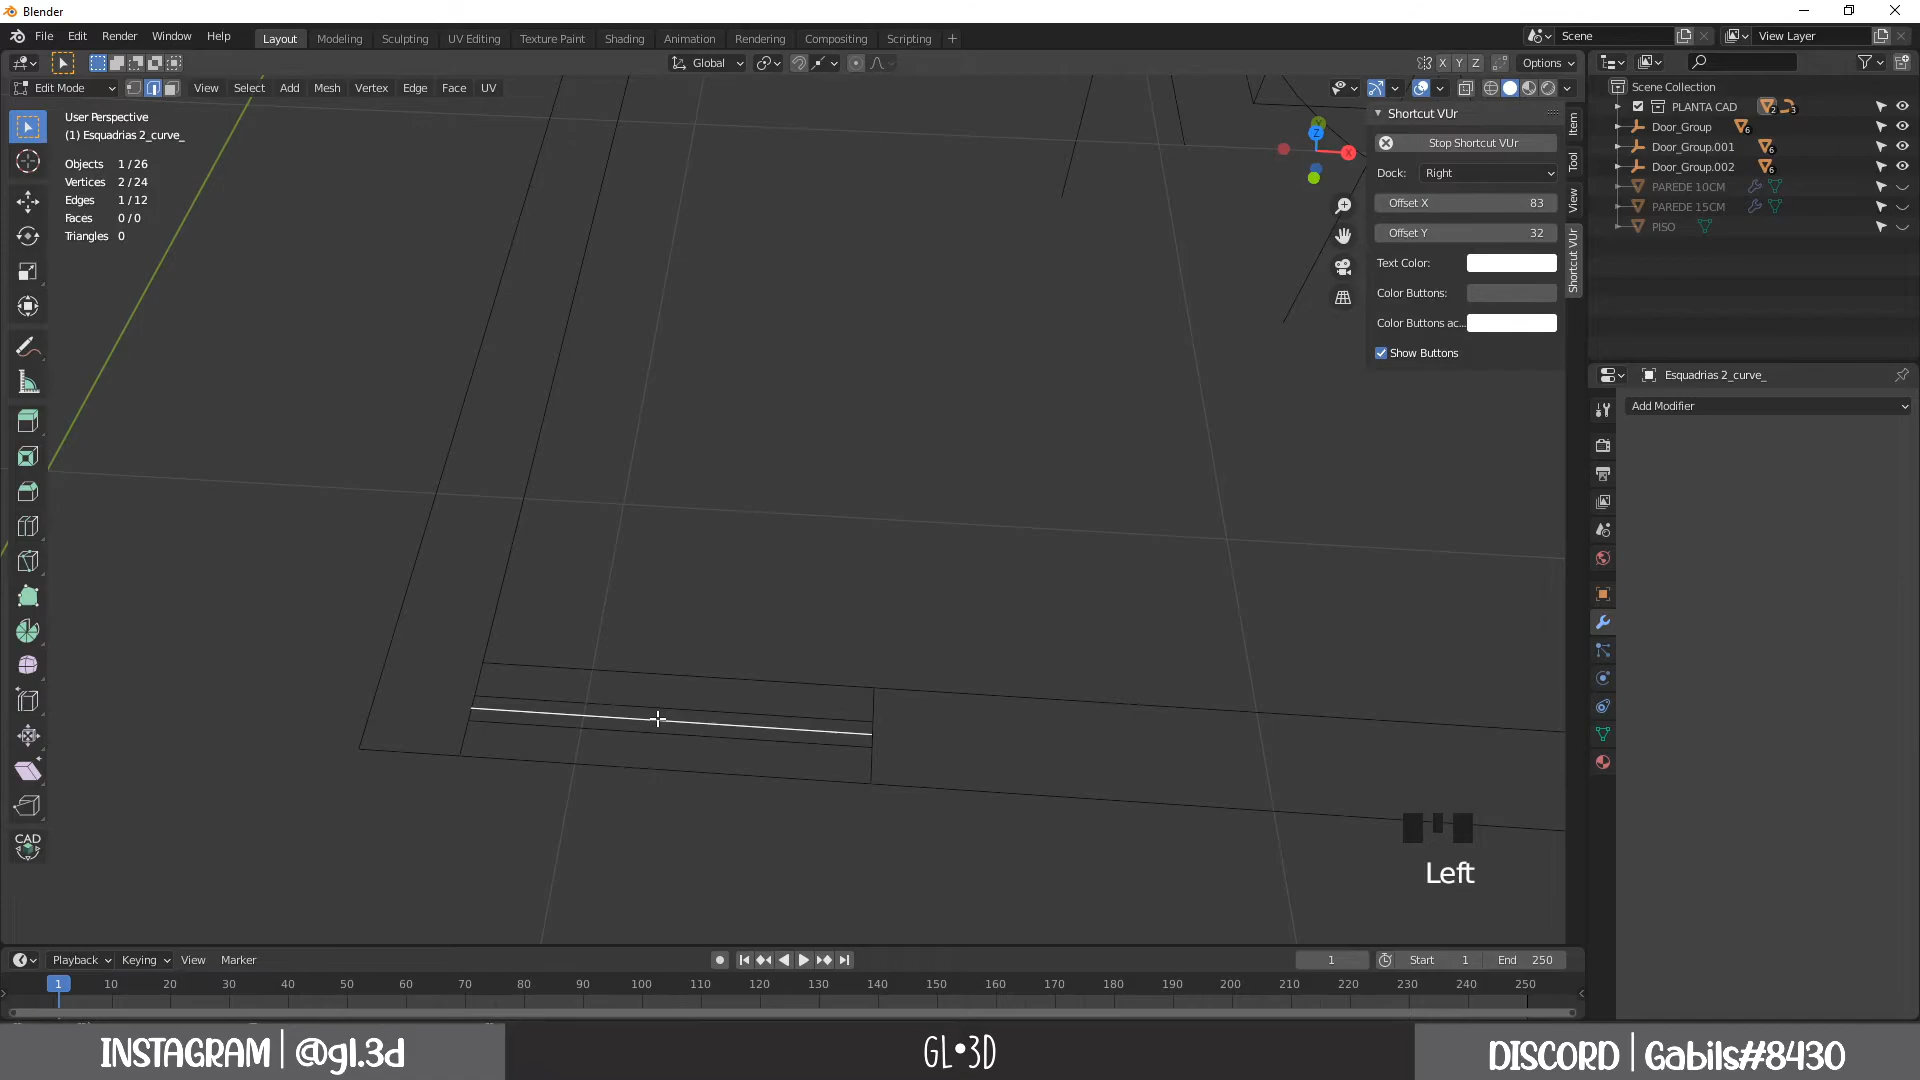 Blender
File Edit Render Window Help
Layout Modeling Sculpting UV Editing Texture Paint Shading Animation Rendering Compositing Scripting
Scene View Layer
Global X Y Z Options
Edit Mode View Select Add Mesh Vertex Edge Face UV
User Perspective
(1) Esquadrias 2_curve_
Objects 1 / 26
Vertices 2 / 24
Edges 1 / 12
Faces 0 / 0
Triangles 0
Shortcut VUr
Stop Shortcut VUr
Dock: Right
Offset X 83
Offset Y 32
Text Color:
Color Buttons:
Color Buttons ac...
Show Buttons
Item
Tool
View
Shortcut VUr
Z X Y
CAD
Scene Collection
PLANTA CAD 2 3
Door_Group 6
Door_Group.001 6
Door_Group.002 6
PAREDE 10CM
PAREDE 15CM
PISO
Esquadrias 2_curve_
Add Modifier
Left
Playback Keying View Marker
1 Start 1 End 250
1 10 20 30 40 50 60 70 80 90 100 110 120 130 140 150 160 170 180 190 200 210 220 230 240 250
INSTAGRAM | @gl.3d
GL•3D
DISCORD | Gabils#8430